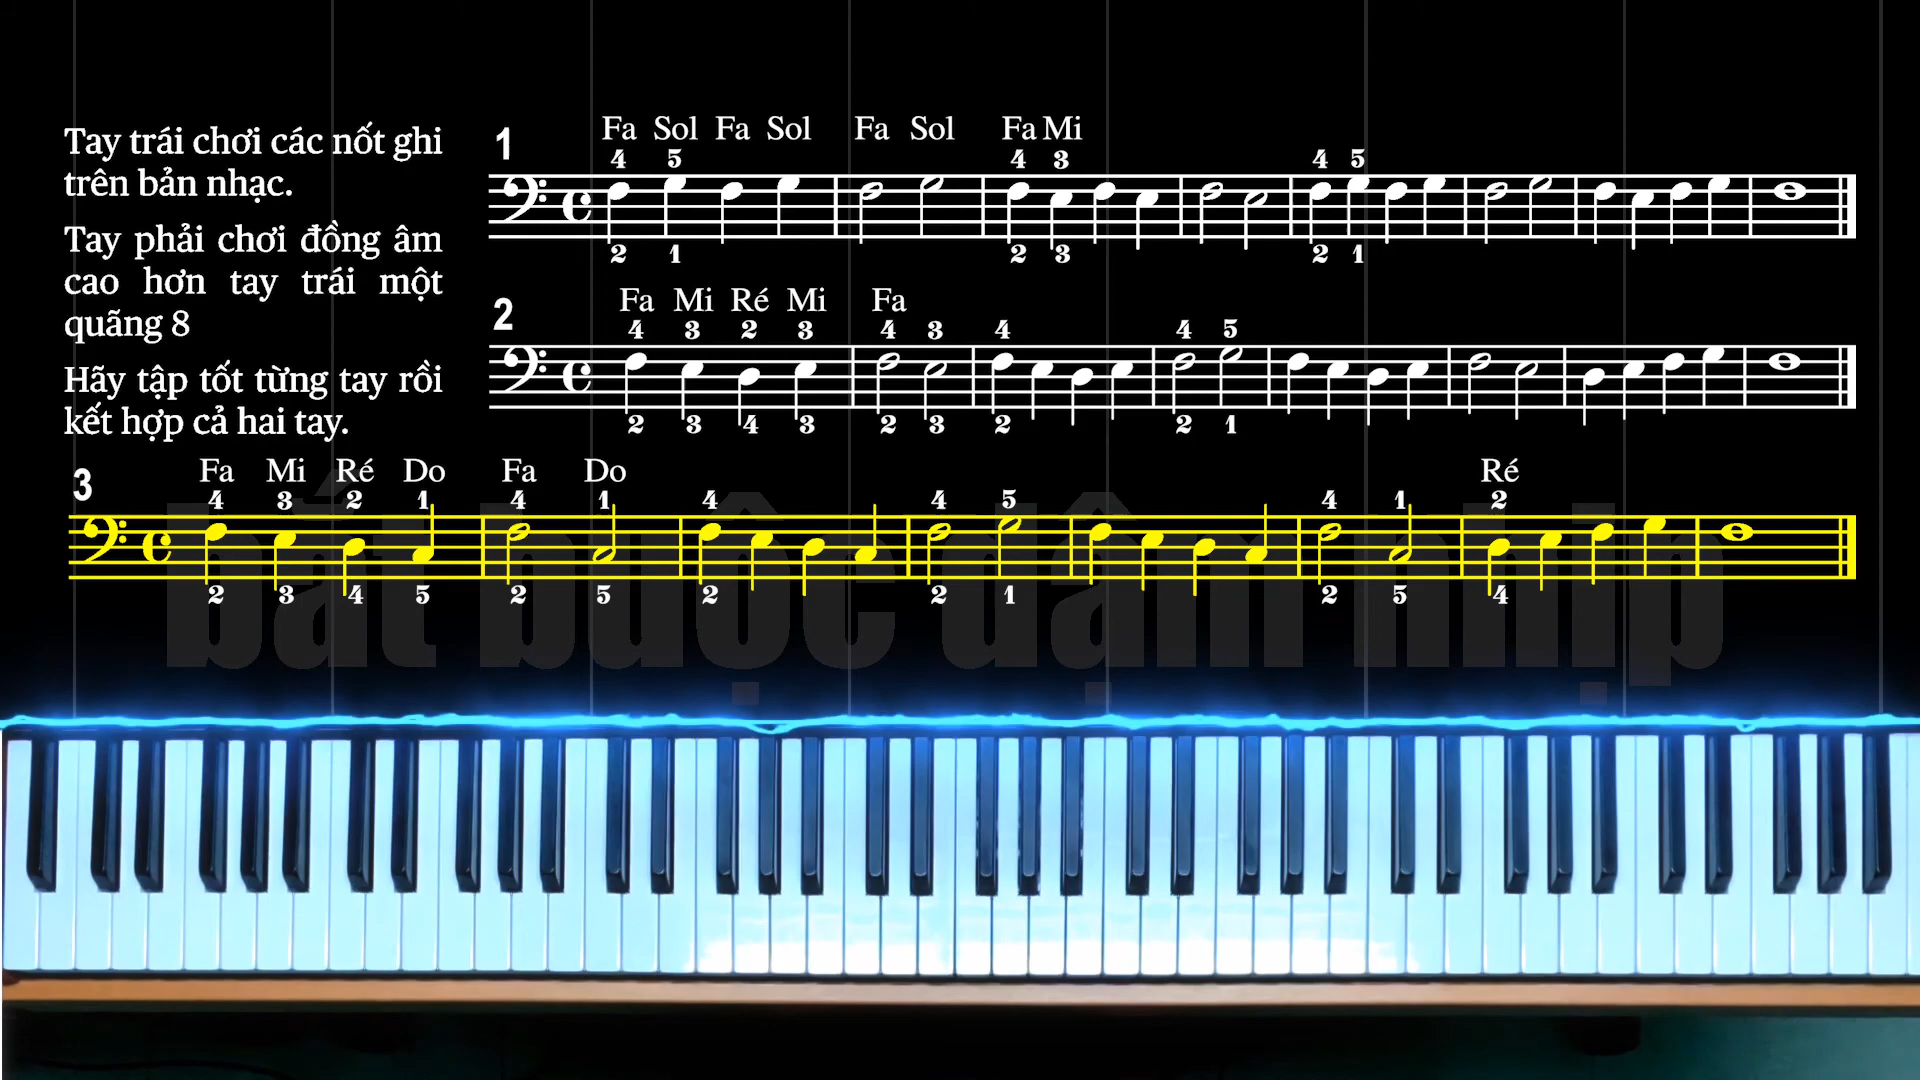 Tay trái chơi các nốt ghi
trên bản nhạc.
Tay phải chơi đồng âm
cao hơn tay trái một
quãng 8
Hãy tập tốt từng tay rồi
kết hợp cả hai tay.
1
Fa Sol Fa Sol Fa Sol Fa Mi
4 5 4 3 4 5
2 1 2 3 2 1
2
Fa Mi Ré Mi Fa
4 3 2 3 4 3 4 4 5
2 3 4 3 2 3 2 2 1
3
Fa Mi Ré Do Fa Do Ré
4 3 2 1 4 1 4 4 5 4 1 2
2 3 4 5 2 5 2 2 1 2 5 4
bắt buộc dậm nhịp